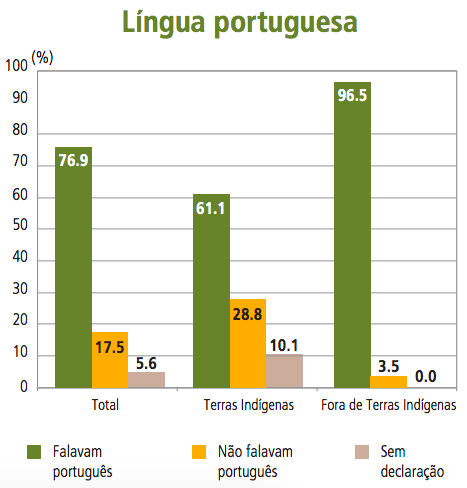 Língua portuguesa
(%)
100
90
80
70
60
50
40
30
20
10
0
76.9
17.5
5.6
61.1
28.8
10.1
96.5
3.5
0.0
Total
Terras Indígenas
Fora de Terras Indígenas
Falavam
português
Não falavam
português
Sem
declaração